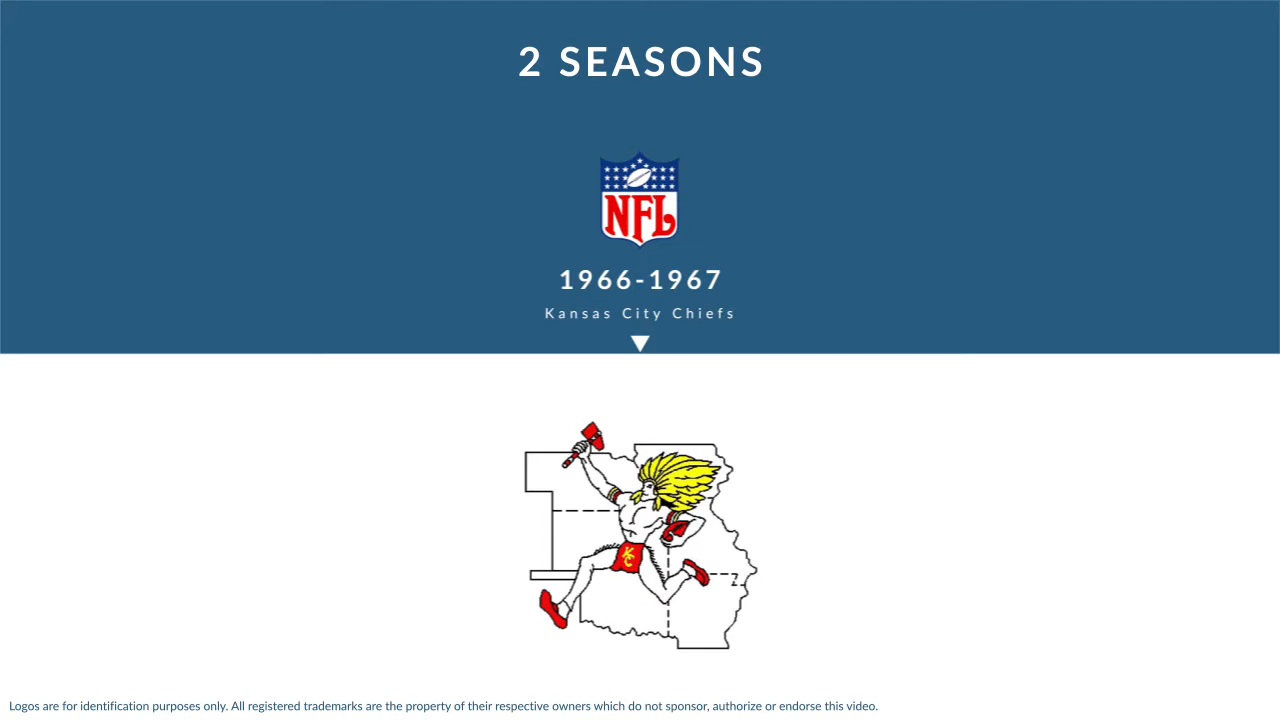 2 SEASONS
NFL
1966-1967
Kansas City Chiefs
KC
Logos are for identification purposes only. All registered trademarks are the property of their respective owners which do not sponsor, authorize or endorse this video.